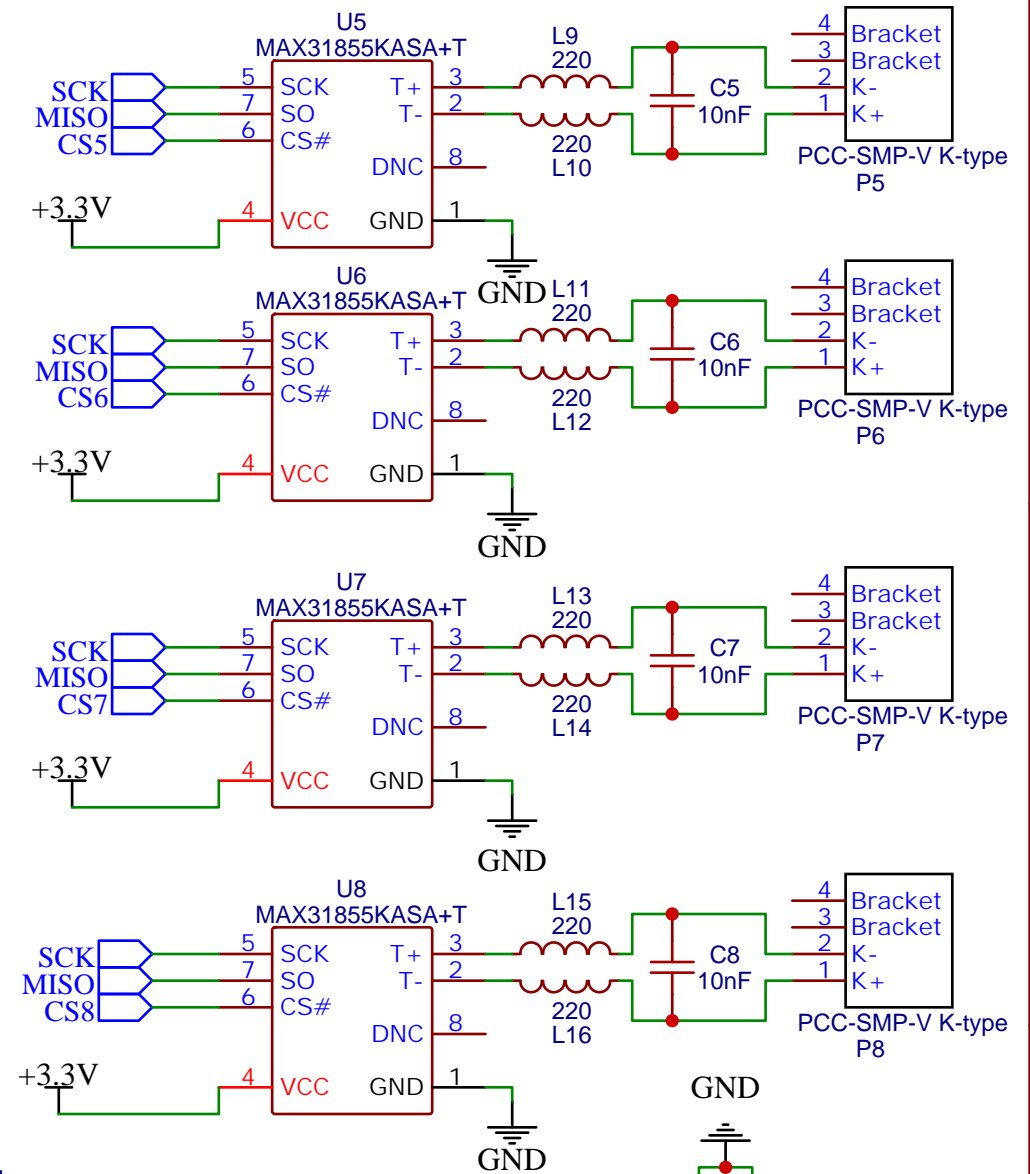 U5
MAX31855KASA+T
SCK 5 SCK T+ 3
MISO 7 SO T- 2
CS5 6 CS#
DNC 8
+3.3V 4 VCC GND 1
GND
L9
220
220
L10
C5
10nF
4 Bracket
3 Bracket
2 K-
1 K+
PCC-SMP-V K-type
P5
U6
MAX31855KASA+T
SCK 5 SCK T+ 3
MISO 7 SO T- 2
CS6 6 CS#
DNC 8
+3.3V 4 VCC GND 1
GND
L11
220
220
L12
C6
10nF
4 Bracket
3 Bracket
2 K-
1 K+
PCC-SMP-V K-type
P6
U7
MAX31855KASA+T
SCK 5 SCK T+ 3
MISO 7 SO T- 2
CS7 6 CS#
DNC 8
+3.3V 4 VCC GND 1
GND
L13
220
220
L14
C7
10nF
4 Bracket
3 Bracket
2 K-
1 K+
PCC-SMP-V K-type
P7
U8
MAX31855KASA+T
SCK 5 SCK T+ 3
MISO 7 SO T- 2
CS8 6 CS#
DNC 8
+3.3V 4 VCC GND 1
GND
L15
220
220
L16
C8
10nF
4 Bracket
3 Bracket
2 K-
1 K+
PCC-SMP-V K-type
P8
GND